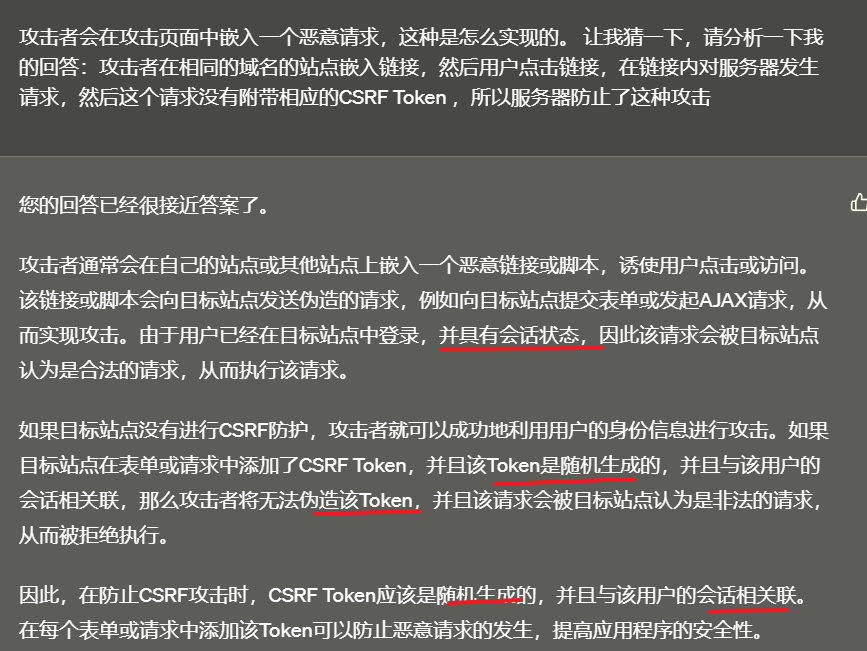 攻击者会在攻击页面中嵌入一个恶意请求，这种是怎么实现的。 让我猜一下，请分析一下我
的回答：攻击者在相同的域名的站点嵌入链接，然后用户点击链接，在链接内对服务器发生
请求，然后这个请求没有附带相应的CSRF Token ，所以服务器防止了这种攻击
您的回答已经很接近答案了。
攻击者通常会在自己的站点或其他站点上嵌入一个恶意链接或脚本，诱使用户点击或访问。
该链接或脚本会向目标站点发送伪造的请求，例如向目标站点提交表单或发起AJAX请求，从
而实现攻击。由于用户已经在目标站点中登录，并具有会话状态，因此该请求会被目标站点
认为是合法的请求，从而执行该请求。
如果目标站点没有进行CSRF防护，攻击者就可以成功地利用用户的身份信息进行攻击。如果
目标站点在表单或请求中添加了CSRF Token，并且该Token是随机生成的，并且与该用户的
会话相关联，那么攻击者将无法伪造该Token，并且该请求会被目标站点认为是非法的请求，
从而被拒绝执行。
因此，在防止CSRF攻击时，CSRF Token应该是随机生成的，并且与该用户的会话相关联。
在每个表单或请求中添加该Token可以防止恶意请求的发生，提高应用程序的安全性。